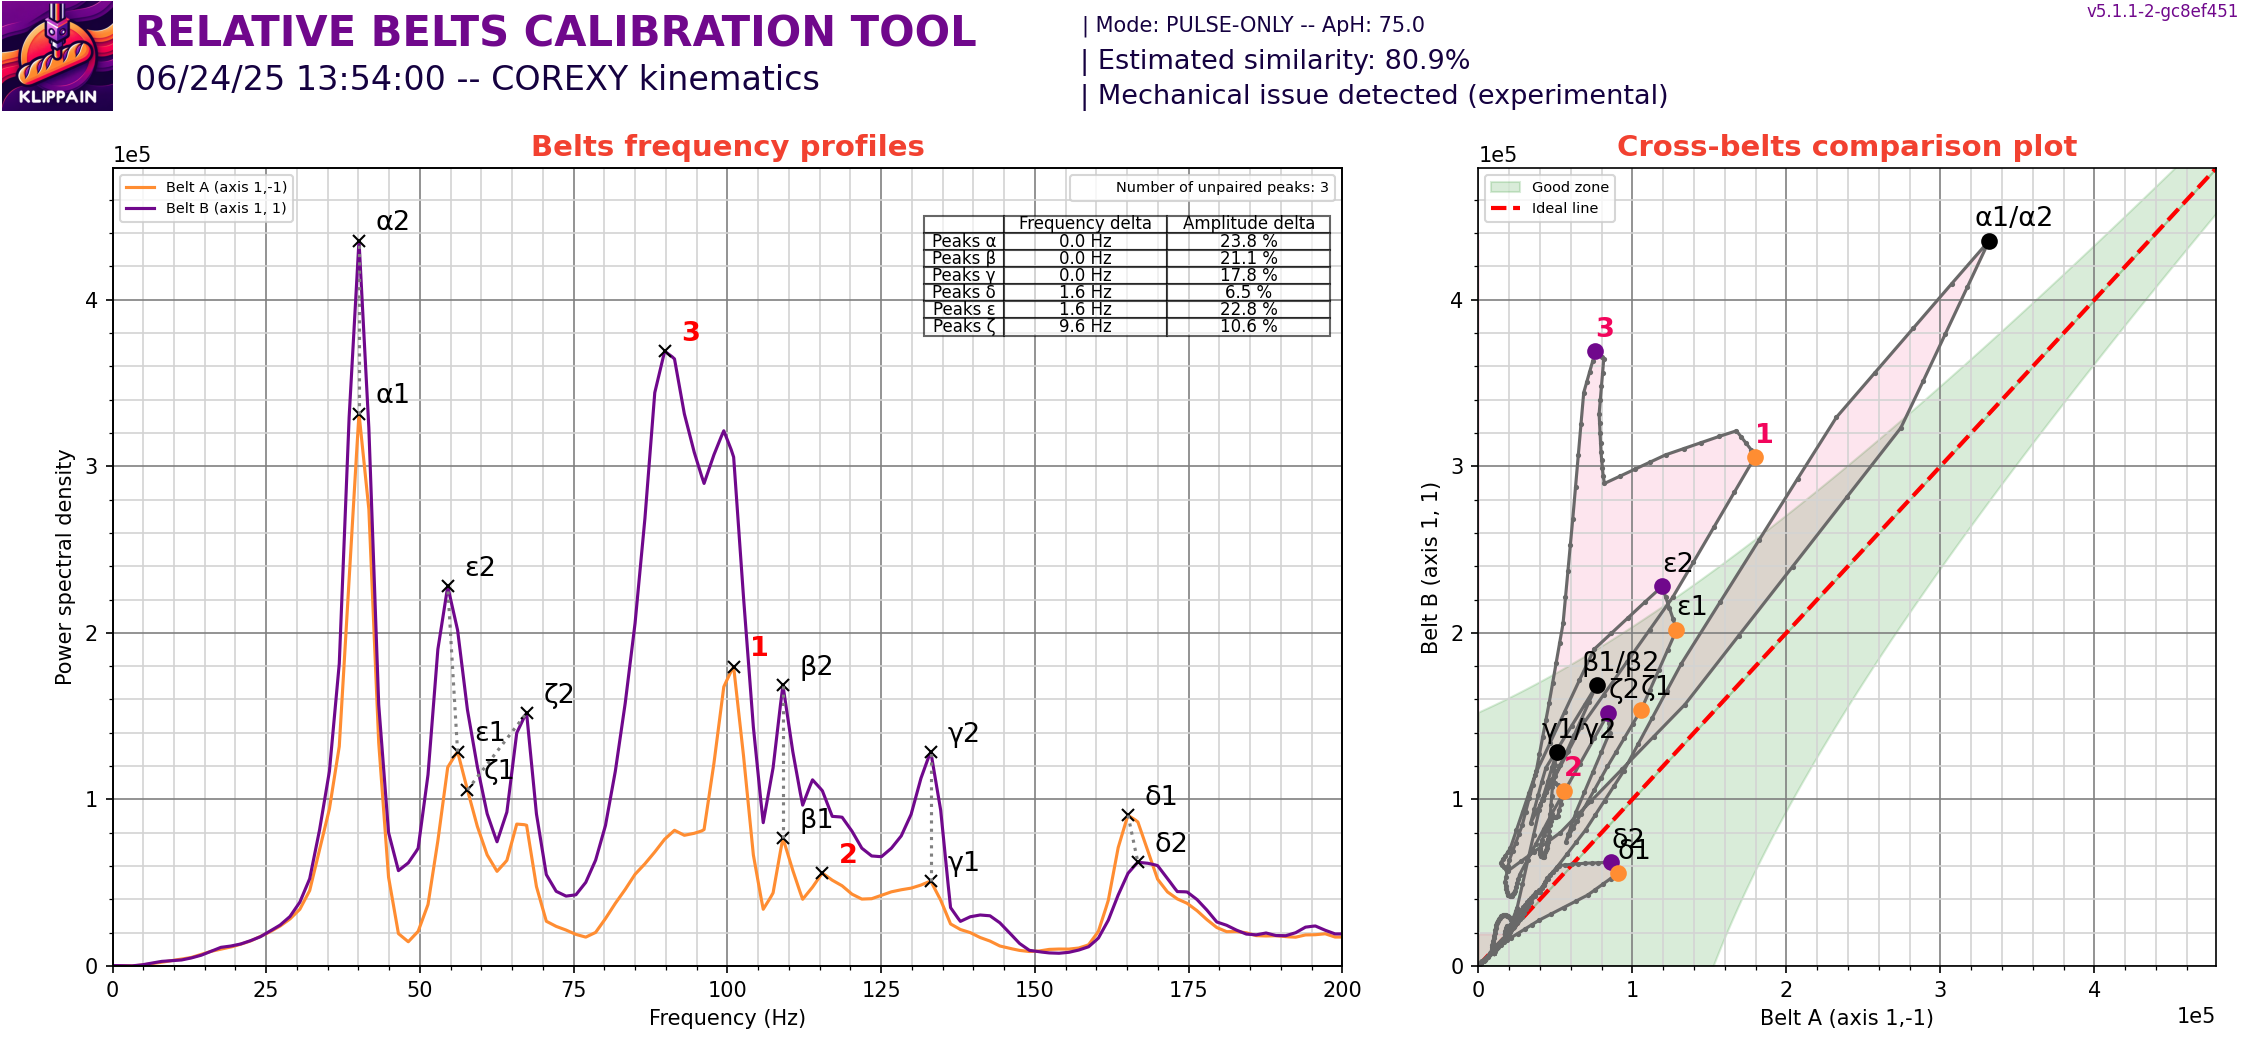 KLIPPAIN
RELATIVE BELTS CALIBRATION TOOL
06/24/25 13:54:00 -- COREXY kinematics
| Mode: PULSE-ONLY -- ApH: 75.0
| Estimated similarity: 80.9%
| Mechanical issue detected (experimental)
v5.1.1-2-gc8ef451
Belts frequency profiles
1e5
Belt A (axis 1,-1)
Belt B (axis 1, 1)
Number of unpaired peaks: 3
Frequency delta Amplitude delta
Peaks α 0.0 Hz 23.8 %
Peaks β 0.0 Hz 21.1 %
Peaks γ 0.0 Hz 17.8 %
Peaks δ 1.6 Hz 6.5 %
Peaks ε 1.6 Hz 22.8 %
Peaks ζ 9.6 Hz 10.6 %
α2
α1
3
ε2
ζ2
1
β2
ε1
ζ1
γ2
β1
2
γ1
δ1
δ2
4
3
2
1
0
Power spectral density
0 25 50 75 100 125 150 175 200
Frequency (Hz)
Cross-belts comparison plot
1e5
Good zone
Ideal line
α1/α2
3
1
ε2
ε1
β1/β2
ζ2
ζ1
γ1/γ2
2
δ2
δ1
4
3
2
1
0
Belt B (axis 1, 1)
0 1 2 3 4
Belt A (axis 1,-1)
1e5